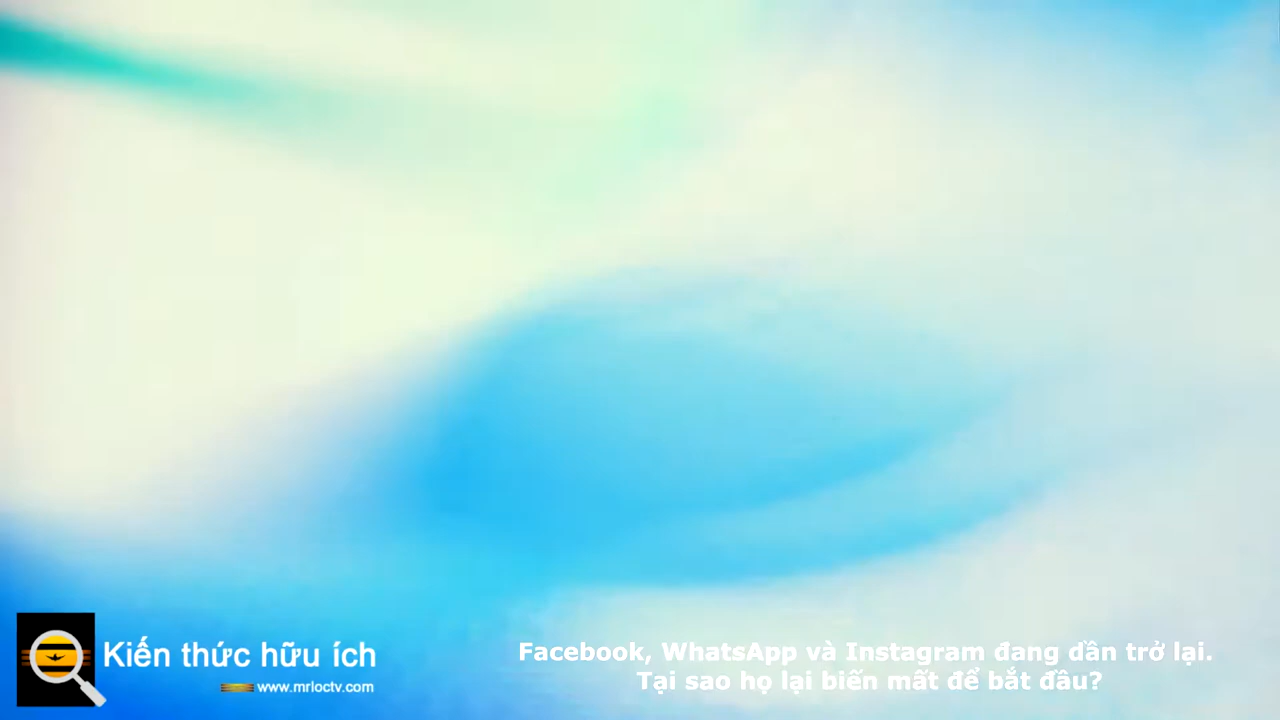 Kiến thức hữu ích
www.mrloctv.com
Facebook, WhatsApp và Instagram đang dần trở lại.
Tại sao họ lại biến mất để bắt đầu?